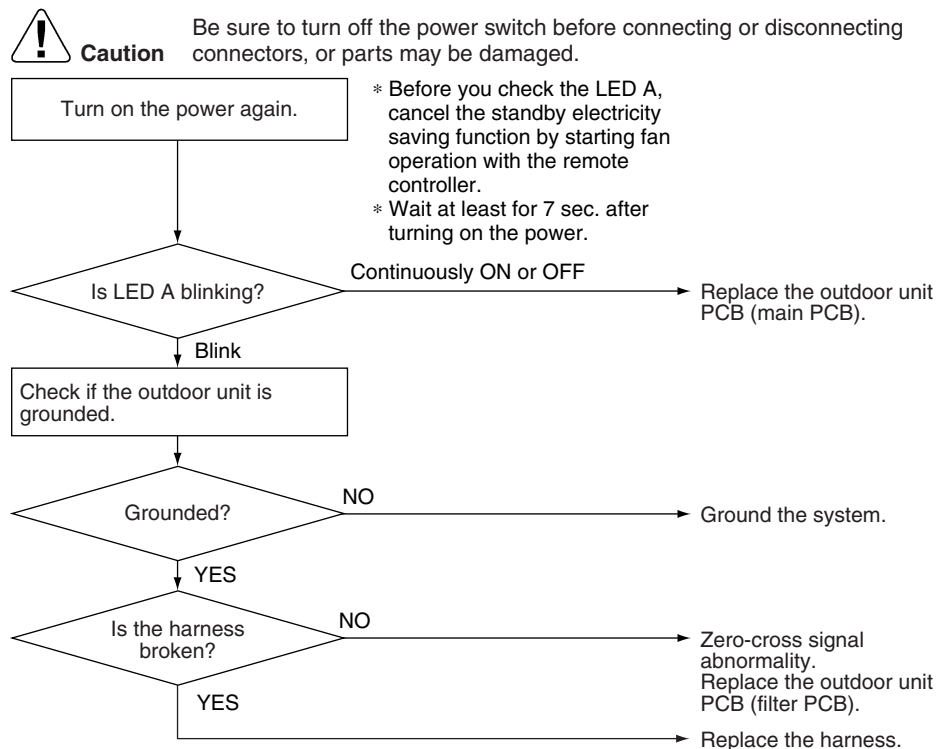 Be sure to turn off the power switch before connecting or disconnecting
Caution connectors, or parts may be damaged.
Turn on the power again.
* Before you check the LED A,
cancel the standby electricity
saving function by starting fan
operation with the remote
controller.
* Wait at least for 7 sec. after
turning on the power.
Is LED A blinking?
Continuously ON or OFF
Replace the outdoor unit
PCB (main PCB).
Blink
Check if the outdoor unit is
grounded.
Grounded?
NO
Ground the system.
YES
Is the harness
broken?
NO
Zero-cross signal
abnormality.
Replace the outdoor unit
PCB (filter PCB).
YES
Replace the harness.